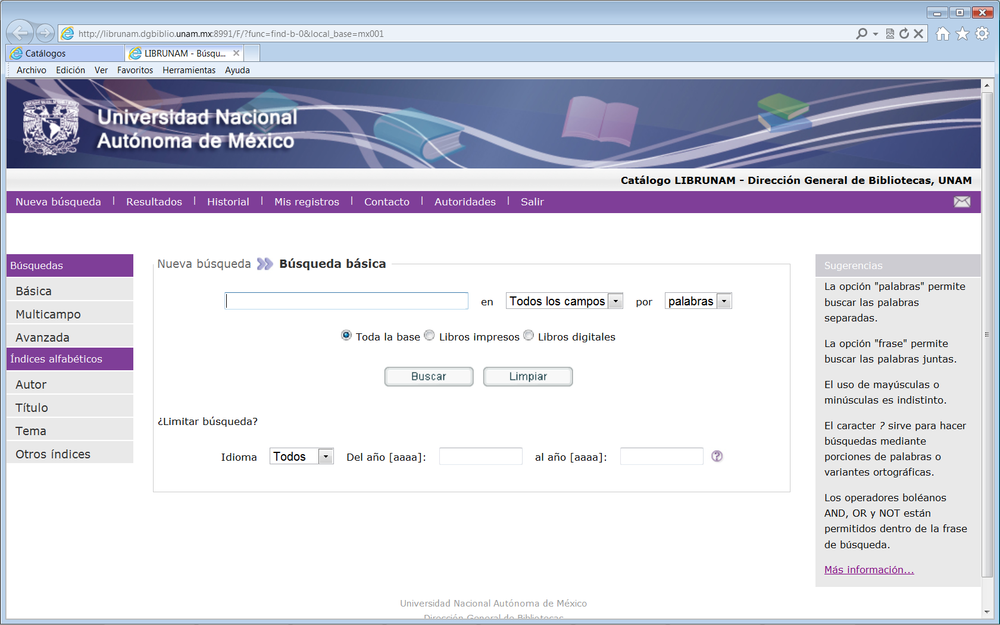 http://librunam.dgbiblio.unam.mx:8991/F/?func=find-b-0&local_base=mx001
Catálogos
LIBRUNAM - Búsqu...
Archivo Edición Ver Favoritos Herramientas Ayuda
Universidad Nacional
Autónoma de México
Catálogo LIBRUNAM - Dirección General de Bibliotecas, UNAM
Nueva búsqueda | Resultados | Historial | Mis registros | Contacto | Autoridades | Salir
Búsquedas
Básica
Multicampo
Avanzada
Índices alfabéticos
Autor
Título
Tema
Otros índices
Nueva búsqueda Búsqueda básica
en Todos los campos por palabras
Toda la base Libros impresos Libros digitales
Buscar Limpiar
¿Limitar búsqueda?
Idioma Todos Del año [aaaa]: al año [aaaa]: ?
Sugerencias
La opción "palabras" permite
buscar las palabras
separadas.
La opción "frase" permite
buscar las palabras juntas.
El uso de mayúsculas o
minúsculas es indistinto.
El caracter ? sirve para hacer
búsquedas mediante
porciones de palabras o
variantes ortográficas.
Los operadores boléanos
AND, OR y NOT están
permitidos dentro de la frase
de búsqueda.
Más información...
Universidad Nacional Autónoma de México
Dirección General de Bibliotecas